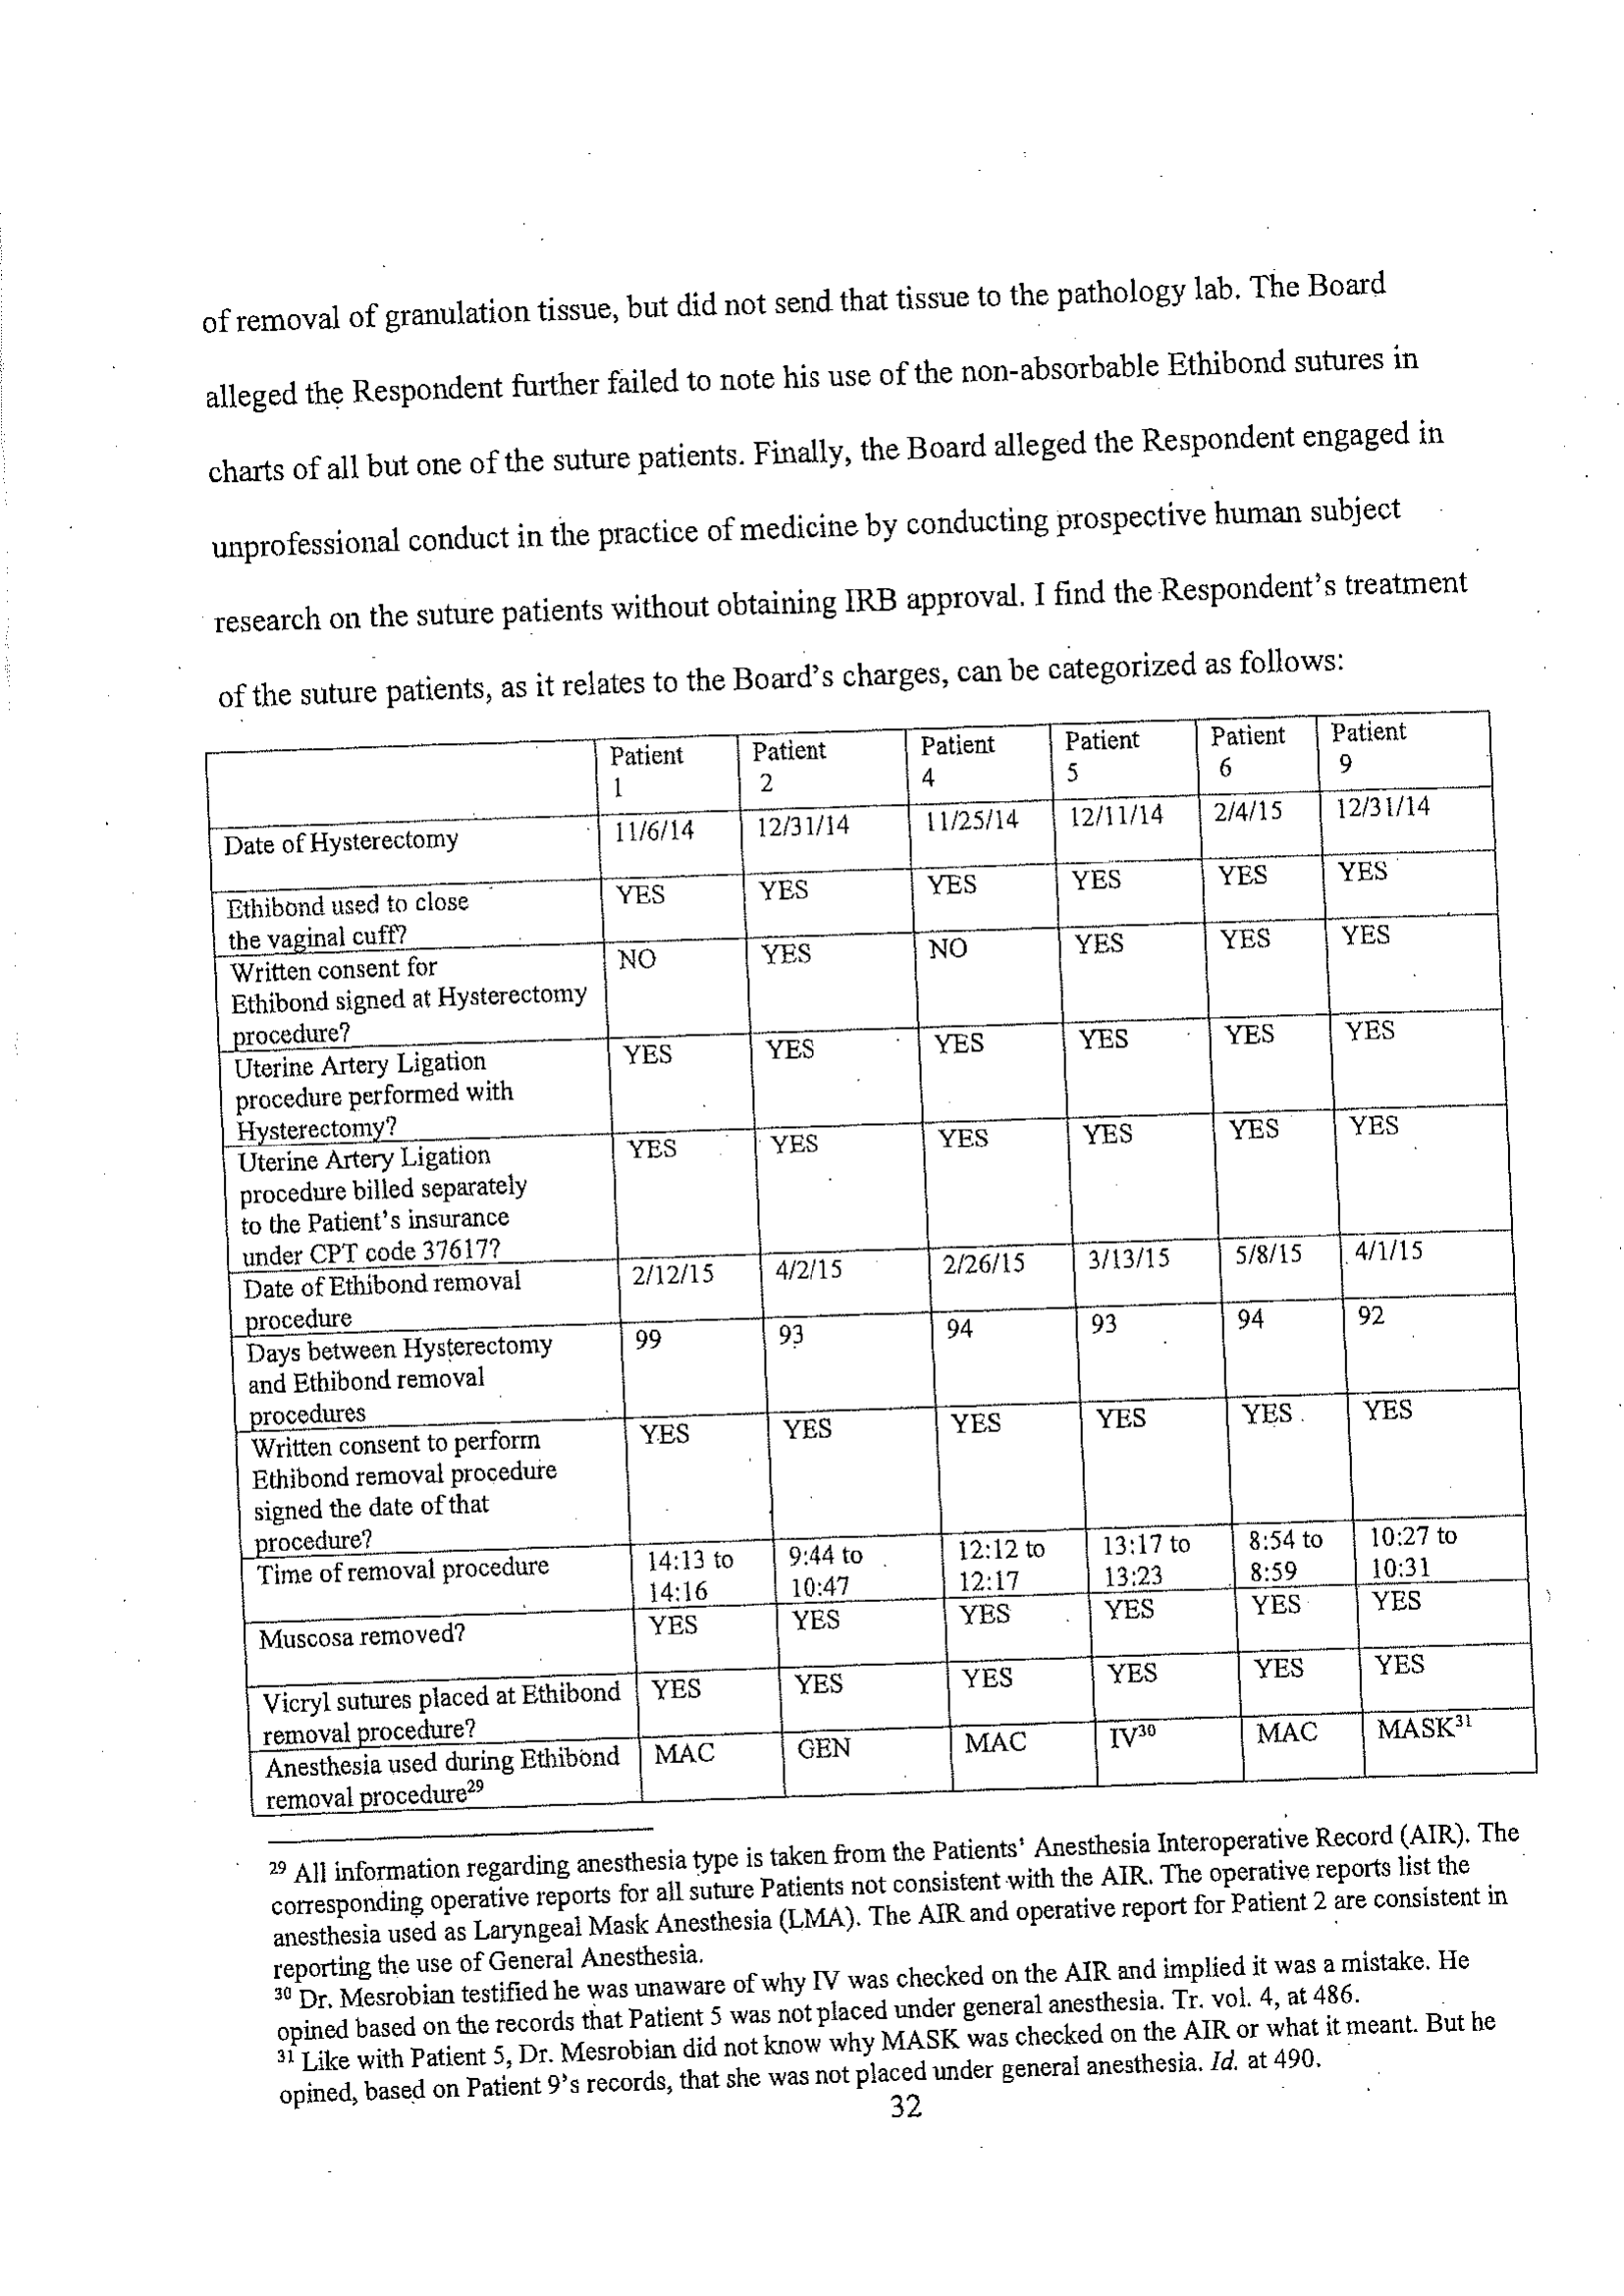 of removal of granulation tissue, but did not send that tissue to the pathology lab. The Board
alleged the Respondent further failed to note his use of the non-absorbable Ethibond sutures in
charts of all but one of the suture patients. Finally, the Board alleged the Respondent engaged in
unprofessional conduct in the practice of medicine by conducting prospective human subject
research on the suture patients without obtaining IRB approval. I find the Respondent's treatment
of the suture patients, as it relates to the Board's charges, can be categorized as follows:
Patient 1 Patient 2 Patient 4 Patient 5 Patient 6 Patient 9
Date of Hysterectomy 11/6/14 12/31/14 11/25/14 12/11/14 2/4/15 12/31/14
Ethibond used to close YES YES YES YES YES YES
the vaginal cuff?
Written consent for NO YES NO YES YES YES
Ethibond signed at Hysterectomy
procedure?
Uterine Artery Ligation YES YES YES YES YES YES
procedure performed with
Hysterectomy?
Uterine Artery Ligation YES YES YES YES YES YES
procedure billed separately
to the Patient's insurance
under CPT code 37617?
Date of Ethibond removal 2/12/15 4/2/15 2/26/15 3/13/15 5/8/15 4/1/15
procedure
Days between Hysterectomy 99 93 94 93 94 92
and Ethibond removal
procedures
Written consent to perform YES YES YES YES YES YES
Ethibond removal procedure
signed the date of that
procedure?
Time of removal procedure 14:13 to 9:44 to 12:12 to 13:17 to 8:54 to 10:27 to
14:16 10:47 12:17 13:23 8:59 10:31
Muscosa removed? YES YES YES YES YES YES
Vicryl sutures placed at Ethibond YES YES YES YES YES YES
removal procedure?
Anesthesia used during Ethibond MAC GEN MAC IV30 MAC MASK31
removal procedure29
29 All information regarding anesthesia type is taken from the Patients' Anesthesia Interoperative Record (AIR). The
corresponding operative reports for all suture Patients not consistent with the AIR. The operative reports list the
anesthesia used as Laryngeal Mask Anesthesia (LMA). The AIR and operative report for Patient 2 are consistent in
reporting the use of General Anesthesia.
30 Dr. Mesrobian testified he was unaware of why IV was checked on the AIR and implied it was a mistake. He
opined based on the records that Patient 5 was not placed under general anesthesia. Tr. vol. 4, at 486.
31 Like with Patient 5, Dr. Mesrobian did not know why MASK was checked on the AIR or what it meant. But he
opined, based on Patient 9's records, that she was not placed under general anesthesia. Id. at 490.
32